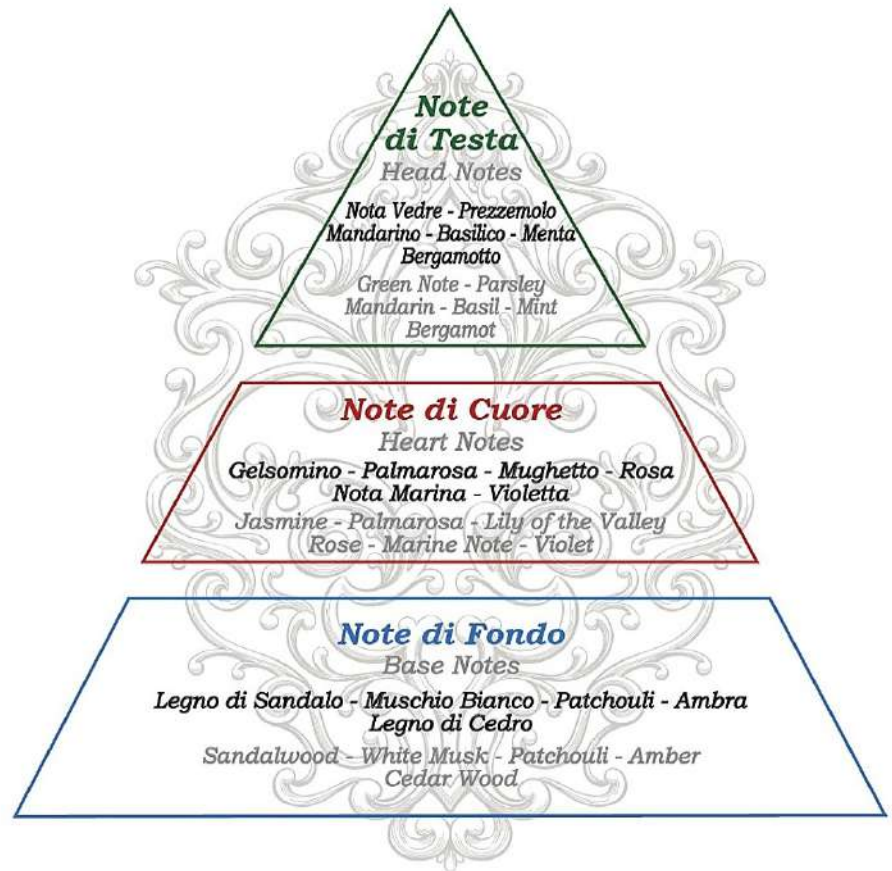 Note
di Testa
Head Notes
Nota Vedre - Prezzemolo
Mandarino - Basilico - Menta
Bergamotto
Green Note - Parsley
Mandarin - Basil - Mint
Bergamot
Note di Cuore
Heart Notes
Gelsomino - Palmarosa - Mughetto - Rosa
Nota Marina - Violetta
Jasmine - Palmarosa - Lily of the Valley
Rose - Marine Note - Violet
Note di Fondo
Base Notes
Legno di Sandalo - Muschio Bianco - Patchouli - Ambra
Legno di Cedro
Sandalwood - White Musk - Patchouli - Amber
Cedar Wood